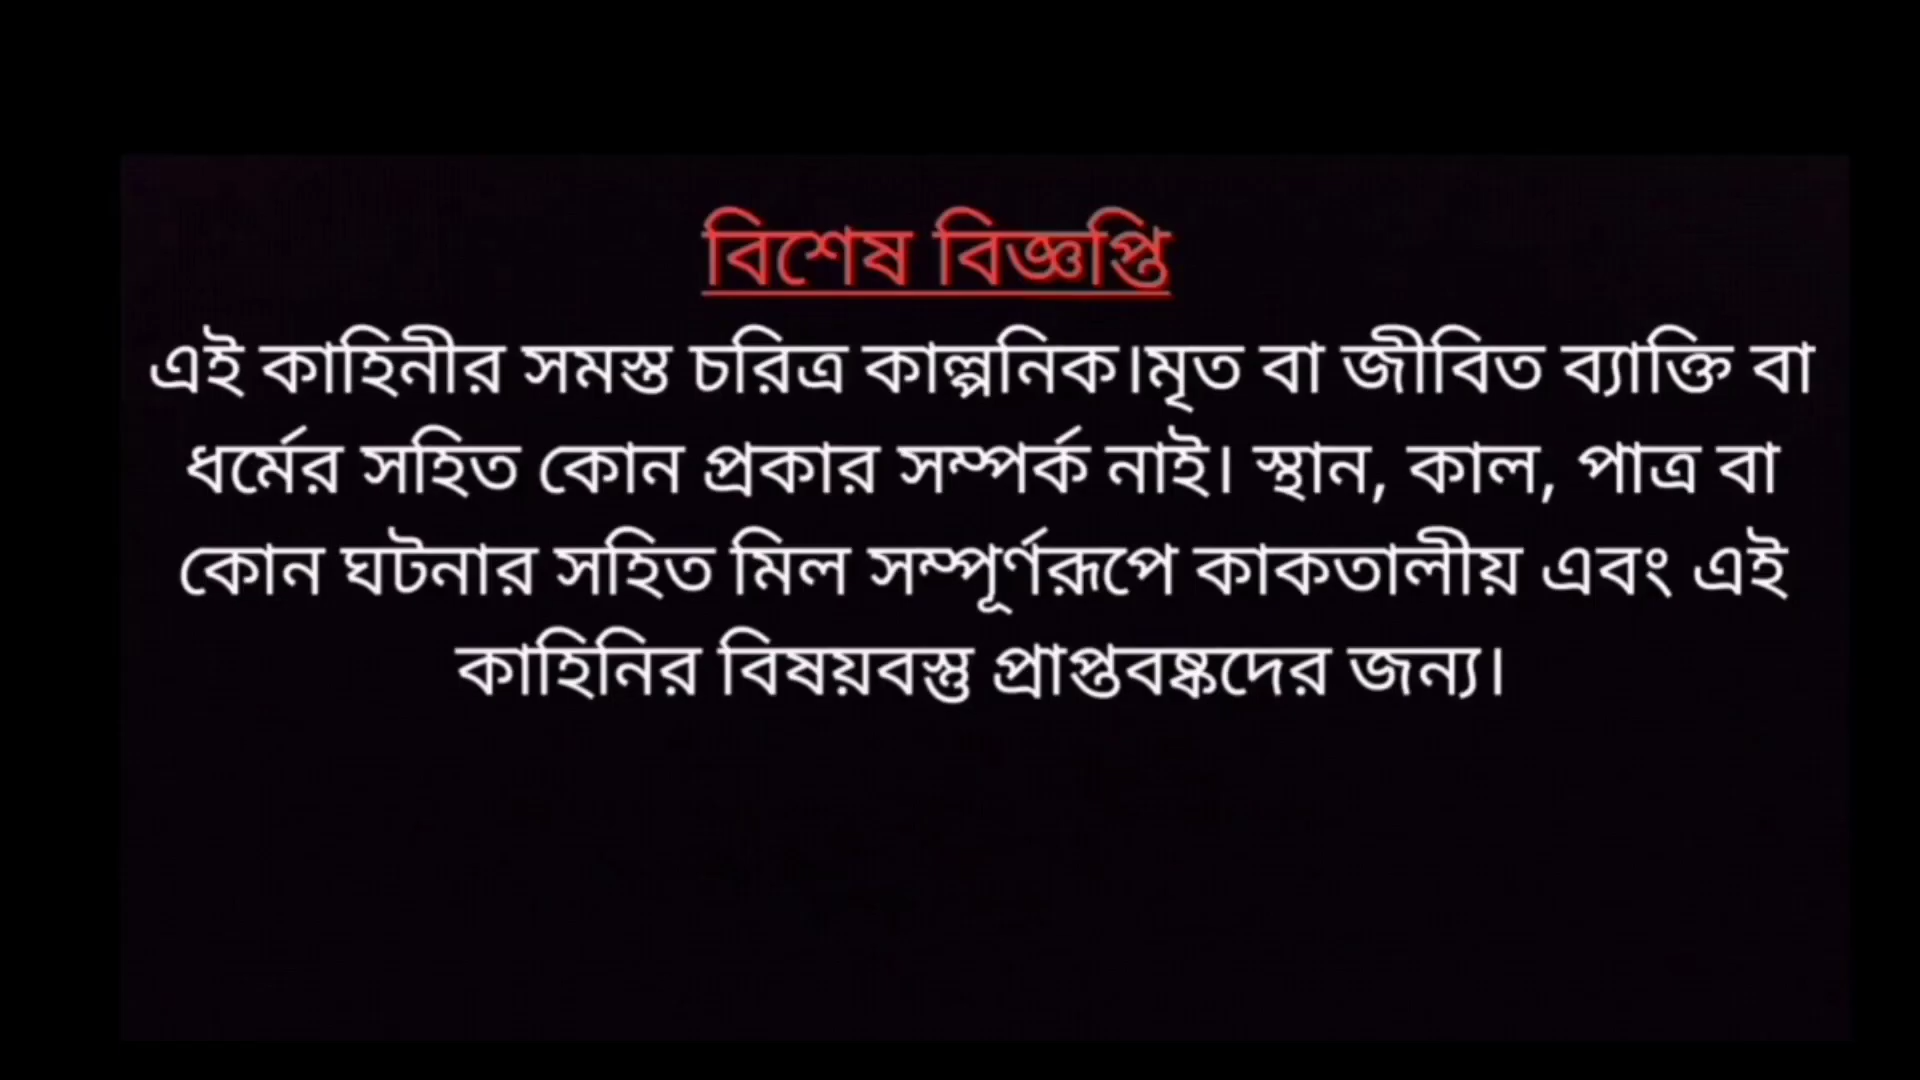 বিশেষ বিজ্ঞপ্তি
এই কাহিনীর সমস্ত চরিত্র কাল্পনিক।মৃত বা জীবিত ব্যাক্তি বা
ধর্মের সহিত কোন প্রকার সম্পর্ক নাই। স্থান, কাল, পাত্র বা
কোন ঘটনার সহিত মিল সম্পূর্ণরূপে কাকতালীয় এবং এই
কাহিনির বিষয়বস্তু প্রাপ্তবষ্কদের জন্য।